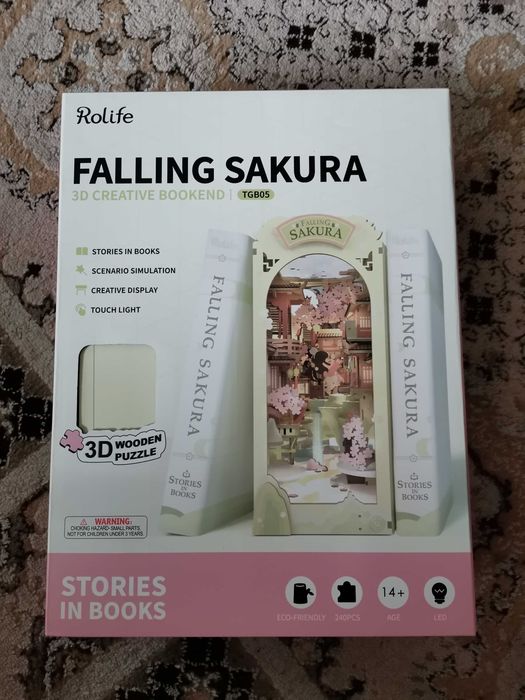 Rolife
FALLING SAKURA
3D CREATIVE BOOKEND | TGB05
STORIES IN BOOKS
SCENARIO SIMULATION
CREATIVE DISPLAY
TOUCH LIGHT
FALLING
SAKURA
FALLING SAKURA
STORIES
IN
BOOKS
Rolife
FALLING SAKURA
STORIES
IN
BOOKS
3D WOODEN
PUZZLE
WARNING:
CHOKING HAZARD- SMALL PARTS.
NOT FOR CHILDREN UNDER 3 YEARS.
STORIES
IN BOOKS
14+
ECO-FRIENDLY
240PCS
AGE
LED